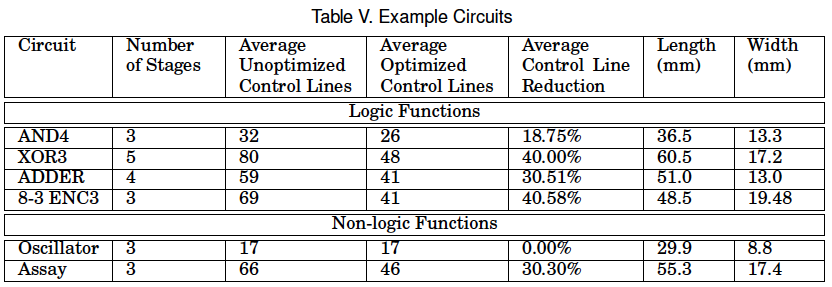 Table V. Example Circuits
Circuit Number of Stages Average Unoptimized Control Lines Average Optimized Control Lines Average Control Line Reduction Length (mm) Width (mm)
Logic Functions
AND4 3 32 26 18.75% 36.5 13.3
XOR3 5 80 48 40.00% 60.5 17.2
ADDER 4 59 41 30.51% 51.0 13.0
8-3 ENC3 3 69 41 40.58% 48.5 19.48
Non-logic Functions
Oscillator 3 17 17 0.00% 29.9 8.8
Assay 3 66 46 30.30% 55.3 17.4